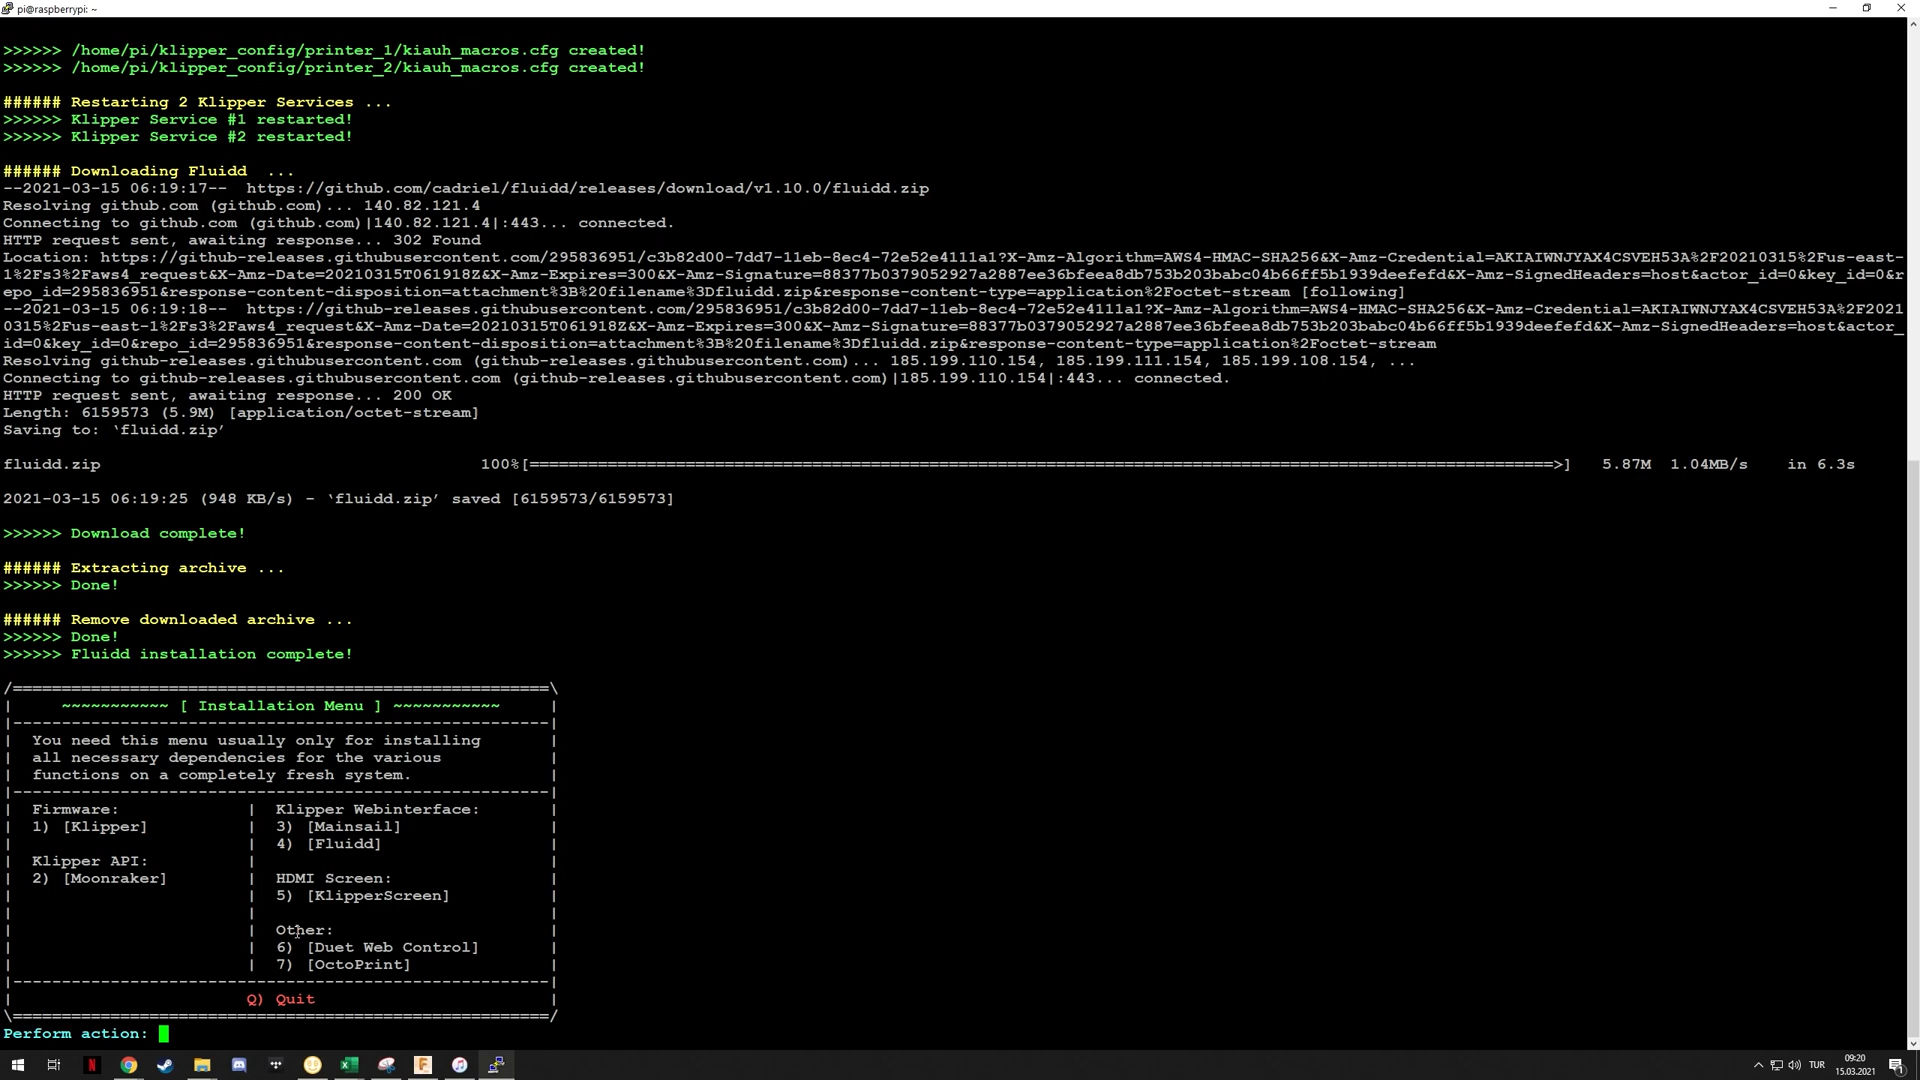 pi@raspberrypi: ~
>>>>>> /home/pi/klipper_config/printer_1/kiauh_macros.cfg created!
>>>>>> /home/pi/klipper_config/printer_2/kiauh_macros.cfg created!
###### Restarting 2 Klipper Services ...
>>>>>> Klipper Service #1 restarted!
>>>>>> Klipper Service #2 restarted!
###### Downloading Fluidd  ...
--2021-03-15 06:19:17--  https://github.com/cadriel/fluidd/releases/download/v1.10.0/fluidd.zip
Resolving github.com (github.com)... 140.82.121.4
Connecting to github.com (github.com)|140.82.121.4|:443... connected.
HTTP request sent, awaiting response... 302 Found
Location: https://github-releases.githubusercontent.com/295836951/c3b82d00-7dd7-11eb-8ec4-72e52e4111a1?X-Amz-Algorithm=AWS4-HMAC-SHA256&X-Amz-Credential=AKIAIWNJYAX4CSVEH53A%2F20210315%2Fus-east-
1%2Fs3%2Faws4_request&X-Amz-Date=20210315T061918Z&X-Amz-Expires=300&X-Amz-Signature=88377b0379052927a2887ee36bfeea8db753b203babc04b66ff5b1939deefefd&X-Amz-SignedHeaders=host&actor_id=0&key_id=0&r
epo_id=295836951&response-content-disposition=attachment%3B%20filename%3Dfluidd.zip&response-content-type=application%2Foctet-stream [following]
--2021-03-15 06:19:18--  https://github-releases.githubusercontent.com/295836951/c3b82d00-7dd7-11eb-8ec4-72e52e4111a1?X-Amz-Algorithm=AWS4-HMAC-SHA256&X-Amz-Credential=AKIAIWNJYAX4CSVEH53A%2F2021
0315%2Fus-east-1%2Fs3%2Faws4_request&X-Amz-Date=20210315T061918Z&X-Amz-Expires=300&X-Amz-Signature=88377b0379052927a2887ee36bfeea8db753b203babc04b66ff5b1939deefefd&X-Amz-SignedHeaders=host&actor_
id=0&key_id=0&repo_id=295836951&response-content-disposition=attachment%3B%20filename%3Dfluidd.zip&response-content-type=application%2Foctet-stream
Resolving github-releases.githubusercontent.com (github-releases.githubusercontent.com)... 185.199.110.154, 185.199.111.154, 185.199.108.154, ...
Connecting to github-releases.githubusercontent.com (github-releases.githubusercontent.com)|185.199.110.154|:443... connected.
HTTP request sent, awaiting response... 200 OK
Length: 6159573 (5.9M) [application/octet-stream]
Saving to: ‘fluidd.zip’
fluidd.zip 100%[=========================================================================================================>] 5.87M 1.04MB/s in 6.3s
2021-03-15 06:19:25 (948 KB/s) - ‘fluidd.zip’ saved [6159573/6159573]
>>>>>> Download complete!
###### Extracting archive ...
>>>>>> Done!
###### Remove downloaded archive ...
>>>>>> Done!
>>>>>> Fluidd installation complete!
/=======================================================\
|     ~~~~~~~~~~~ [ Installation Menu ] ~~~~~~~~~~~     |
|-------------------------------------------------------|
|  You need this menu usually only for installing       |
|  all necessary dependencies for the various           |
|  functions on a completely fresh system.              |
|-------------------------------------------------------|
|  Firmware:             |  Klipper Webinterface:       |
|  1) [Klipper]          |  3) [Mainsail]               |
|                        |  4) [Fluidd]                 |
|  Klipper API:          |                              |
|  2) [Moonraker]        |  HDMI Screen:                |
|                        |  5) [KlipperScreen]          |
|                        |                              |
|                        |  Other:                      |
|                        |  6) [Duet Web Control]       |
|                        |  7) [OctoPrint]              |
|-------------------------------------------------------|
|                        Q) Quit                        |
\=======================================================/
Perform action:
TUR
09:20
15.03.2021
1